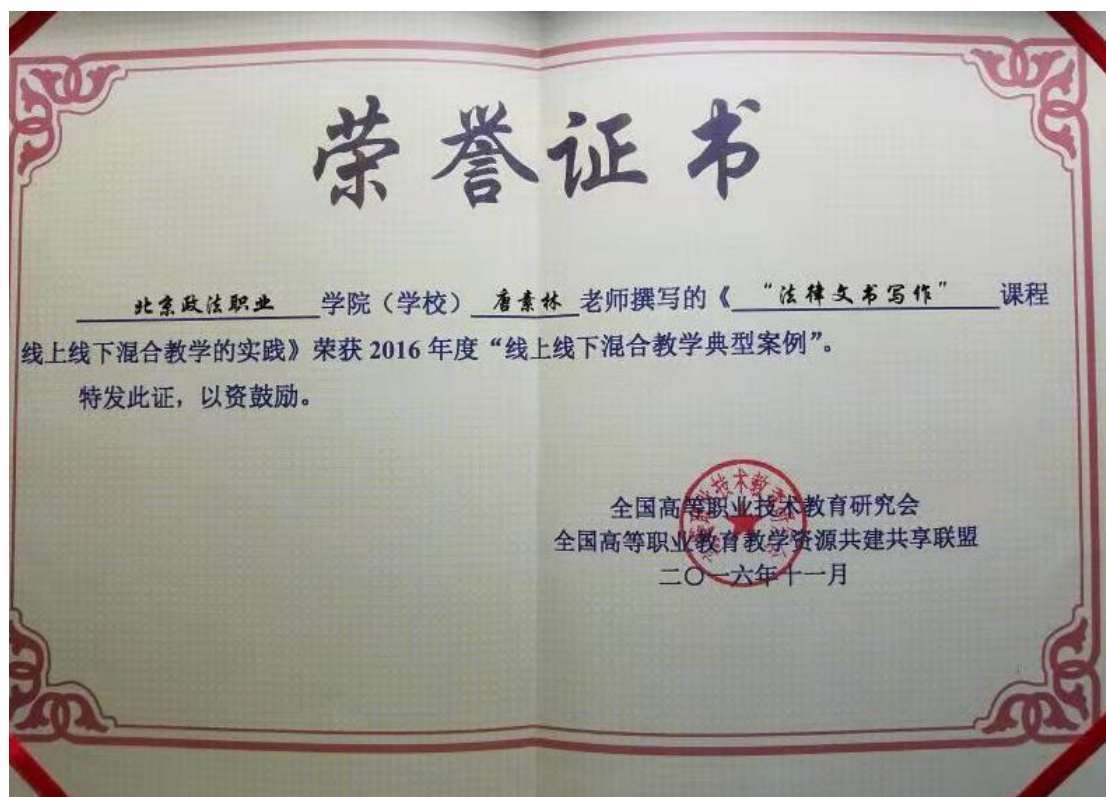 荣誉证书
北京政法职业 学院（学校） 唐素林 老师撰写的《 “法律文书写作” 课程
线上线下混合教学的实践》荣获 2016 年度“线上线下混合教学典型案例”。
特发此证，以资鼓励。
全国高等职业技术教育研究会
全国高等职业教育教学资源共建共享联盟
二〇一六年十一月